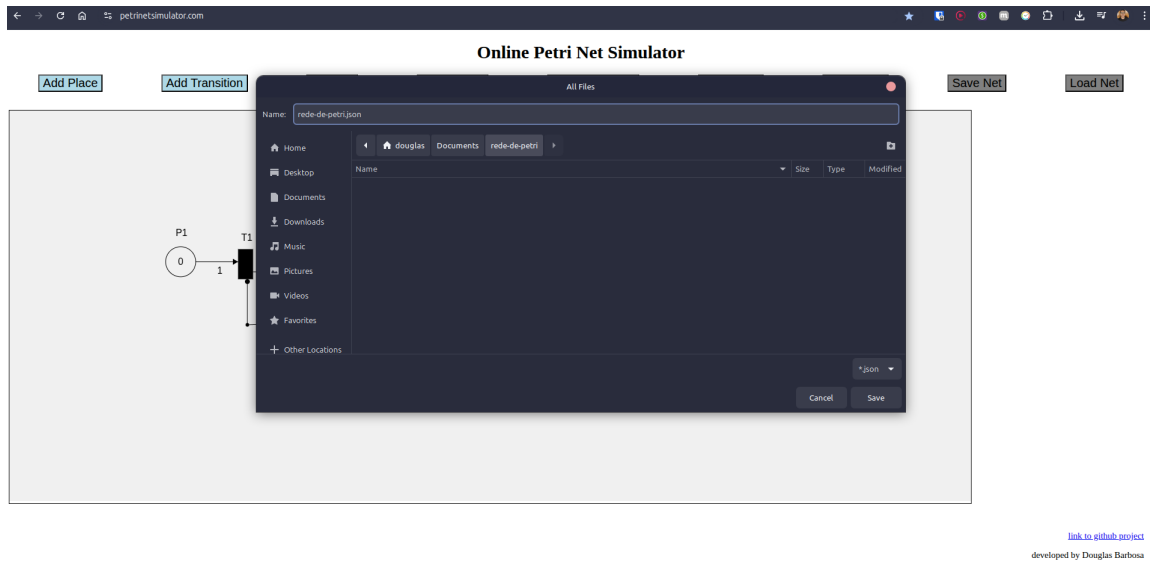 petrinetsimulator.com
Online Petri Net Simulator
Add Place
Add Transition
Save Net
Load Net
All Files
Name:
rede-de-petri.json
Home
Desktop
Documents
Downloads
Music
Pictures
Videos
Favorites
Other Locations
douglas
Documents
rede-de-petri
Name
Size
Type
Modified
*.json
Cancel
Save
P1
0
1
T1
link to github project
developed by Douglas Barbosa